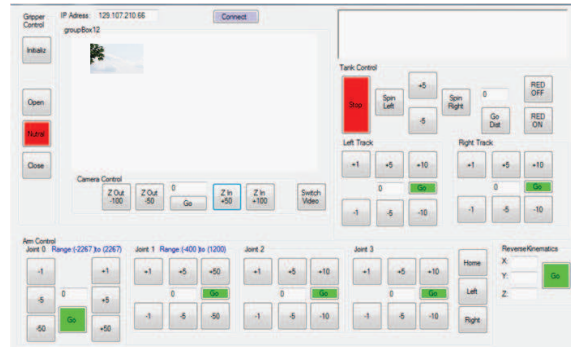 Gripper Control
IP Adress: 129.107.210.66
Connect
groupBox12
Initializ
Open
Nutral
Close
Camera Control
Z Out -100
Z Out -50
0
Go
Z In +50
Z In +100
Switch Video
Tank Control
Stop
Spin Left
+5
-5
Spin Right
0
Go Dist
RED OFF
RED ON
Left Track
+1
+5
+10
0
Go
-1
-5
-10
Right Track
+1
+5
+10
0
Go
-1
-5
-10
Arm Control
Joint 0 Range:(-2267 )to (2267)
-1
+1
-5
0
+5
Go
-50
+50
Joint 1 Range:(-400 )to (1200)
+1
+5
+50
0
Go
-1
-5
-50
Joint 2
+1
+5
+10
0
Go
-1
-5
-10
Joint 3
+1
+5
+10
0
Go
-1
-5
-10
Home
Left
Right
ReverseKinematics
X:
Y:
Z:
Go